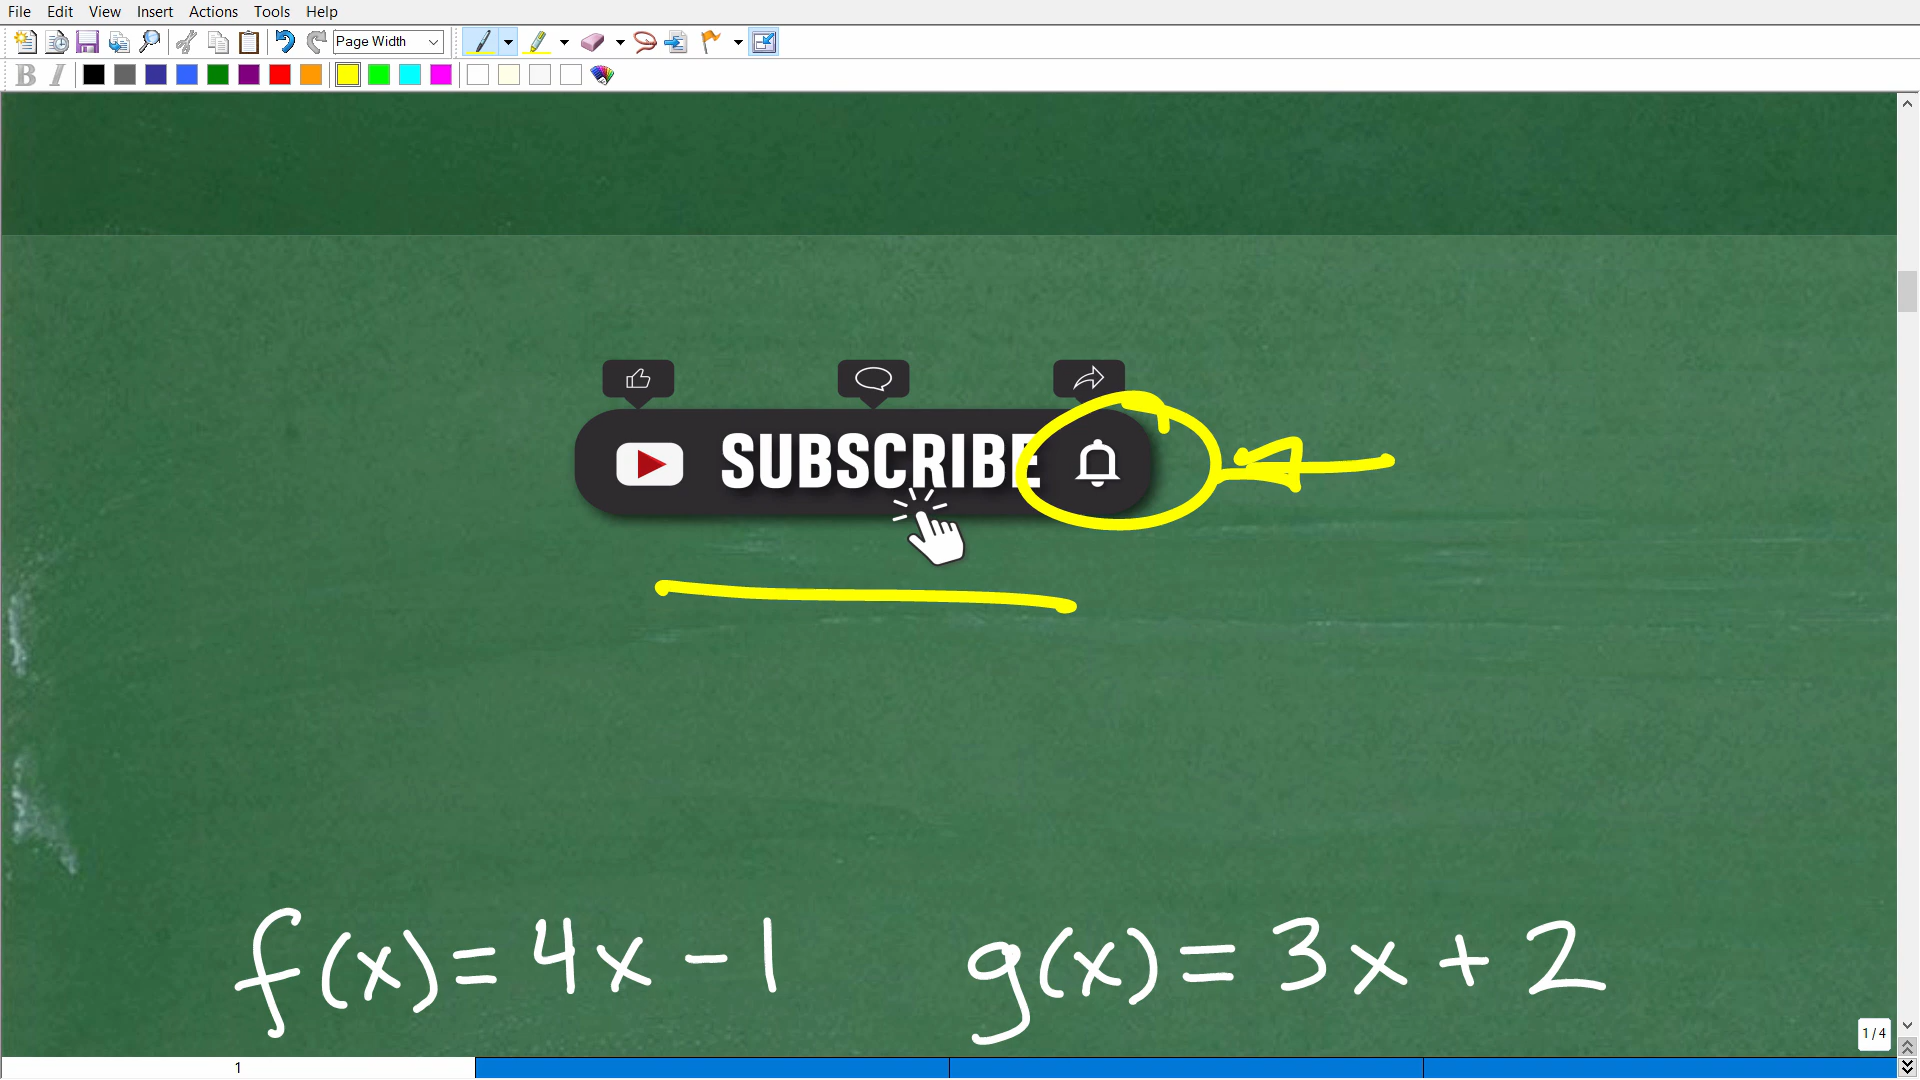 File Edit View Insert Actions Tools Help
Page Width
B I
SUBSCRIBE
f(x)=4x-1 g(x)=3x+2
1/4
1